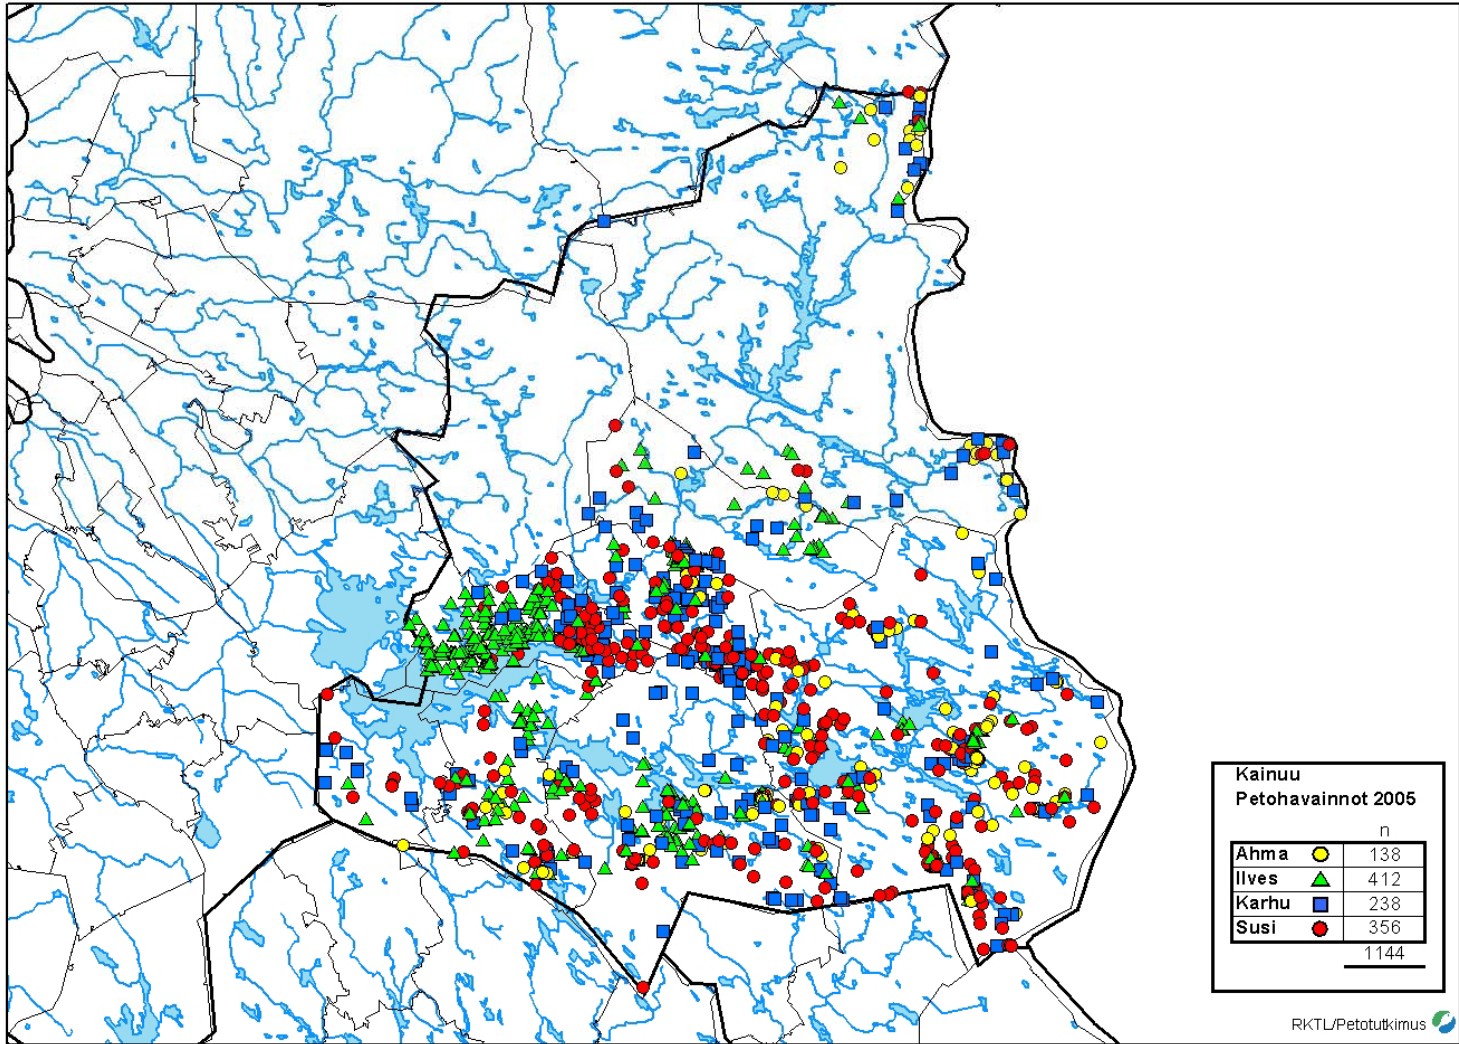 Kainuu
Petohavainnot 2005
n
Ahma 138
Ilves 412
Karhu 238
Susi 356
1144
RKTL/Petotutkimus